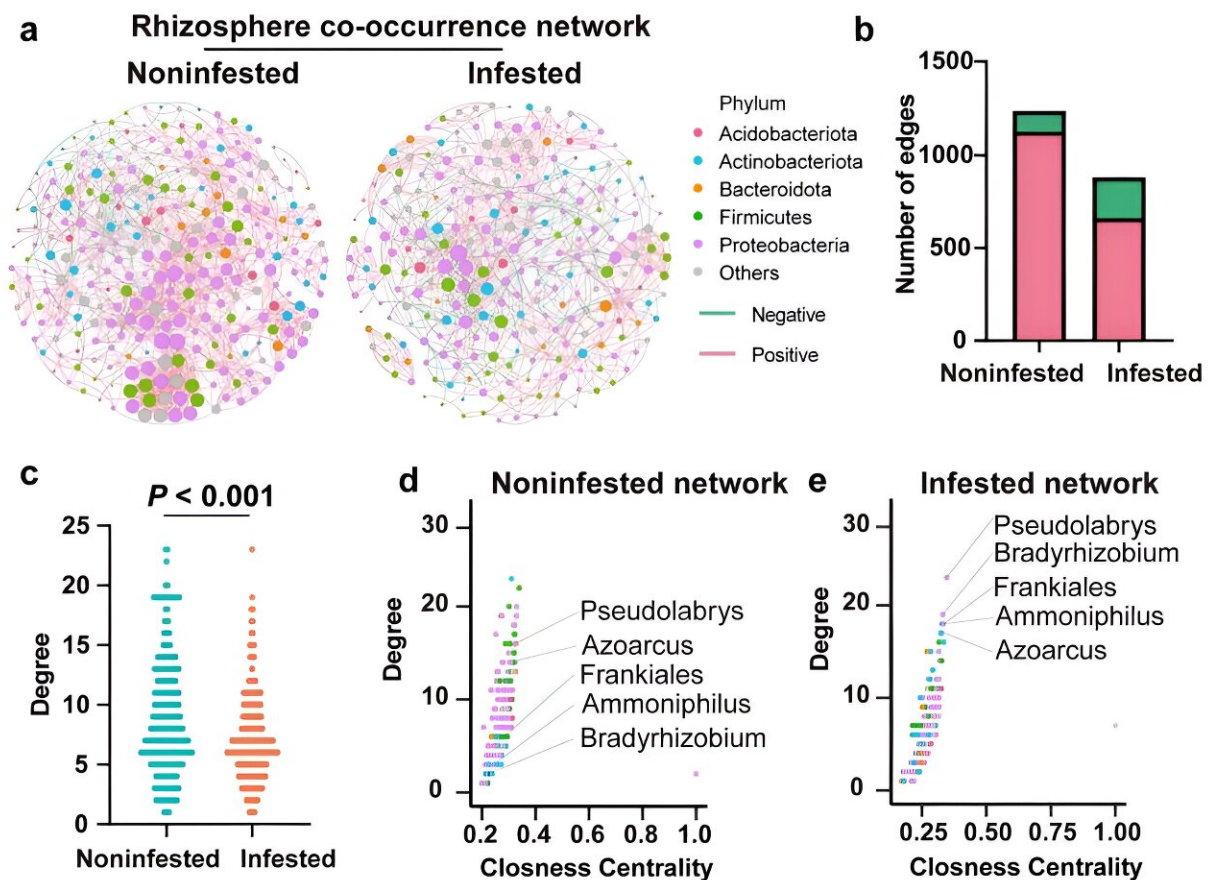 a
Rhizosphere co-occurrence network
Noninfested
Infested
Phylum
Acidobacteriota
Actinobacteriota
Bacteroidota
Firmicutes
Proteobacteria
Others
Negative
Positive
b
Number of edges
1500
1000
500
0
Noninfested
Infested
c
P < 0.001
Degree
25
20
15
10
5
0
Noninfested
Infested
d
Noninfested network
Degree
30
20
10
0
Pseudolabrys
Azoarcus
Frankiales
Ammoniphilus
Bradyrhizobium
0.2 0.4 0.6 0.8 1.0
Closness Centrality
e
Infested network
Degree
30
20
10
0
Pseudolabrys
Bradyrhizobium
Frankiales
Ammoniphilus
Azoarcus
0.25 0.50 0.75 1.00
Closness Centrality